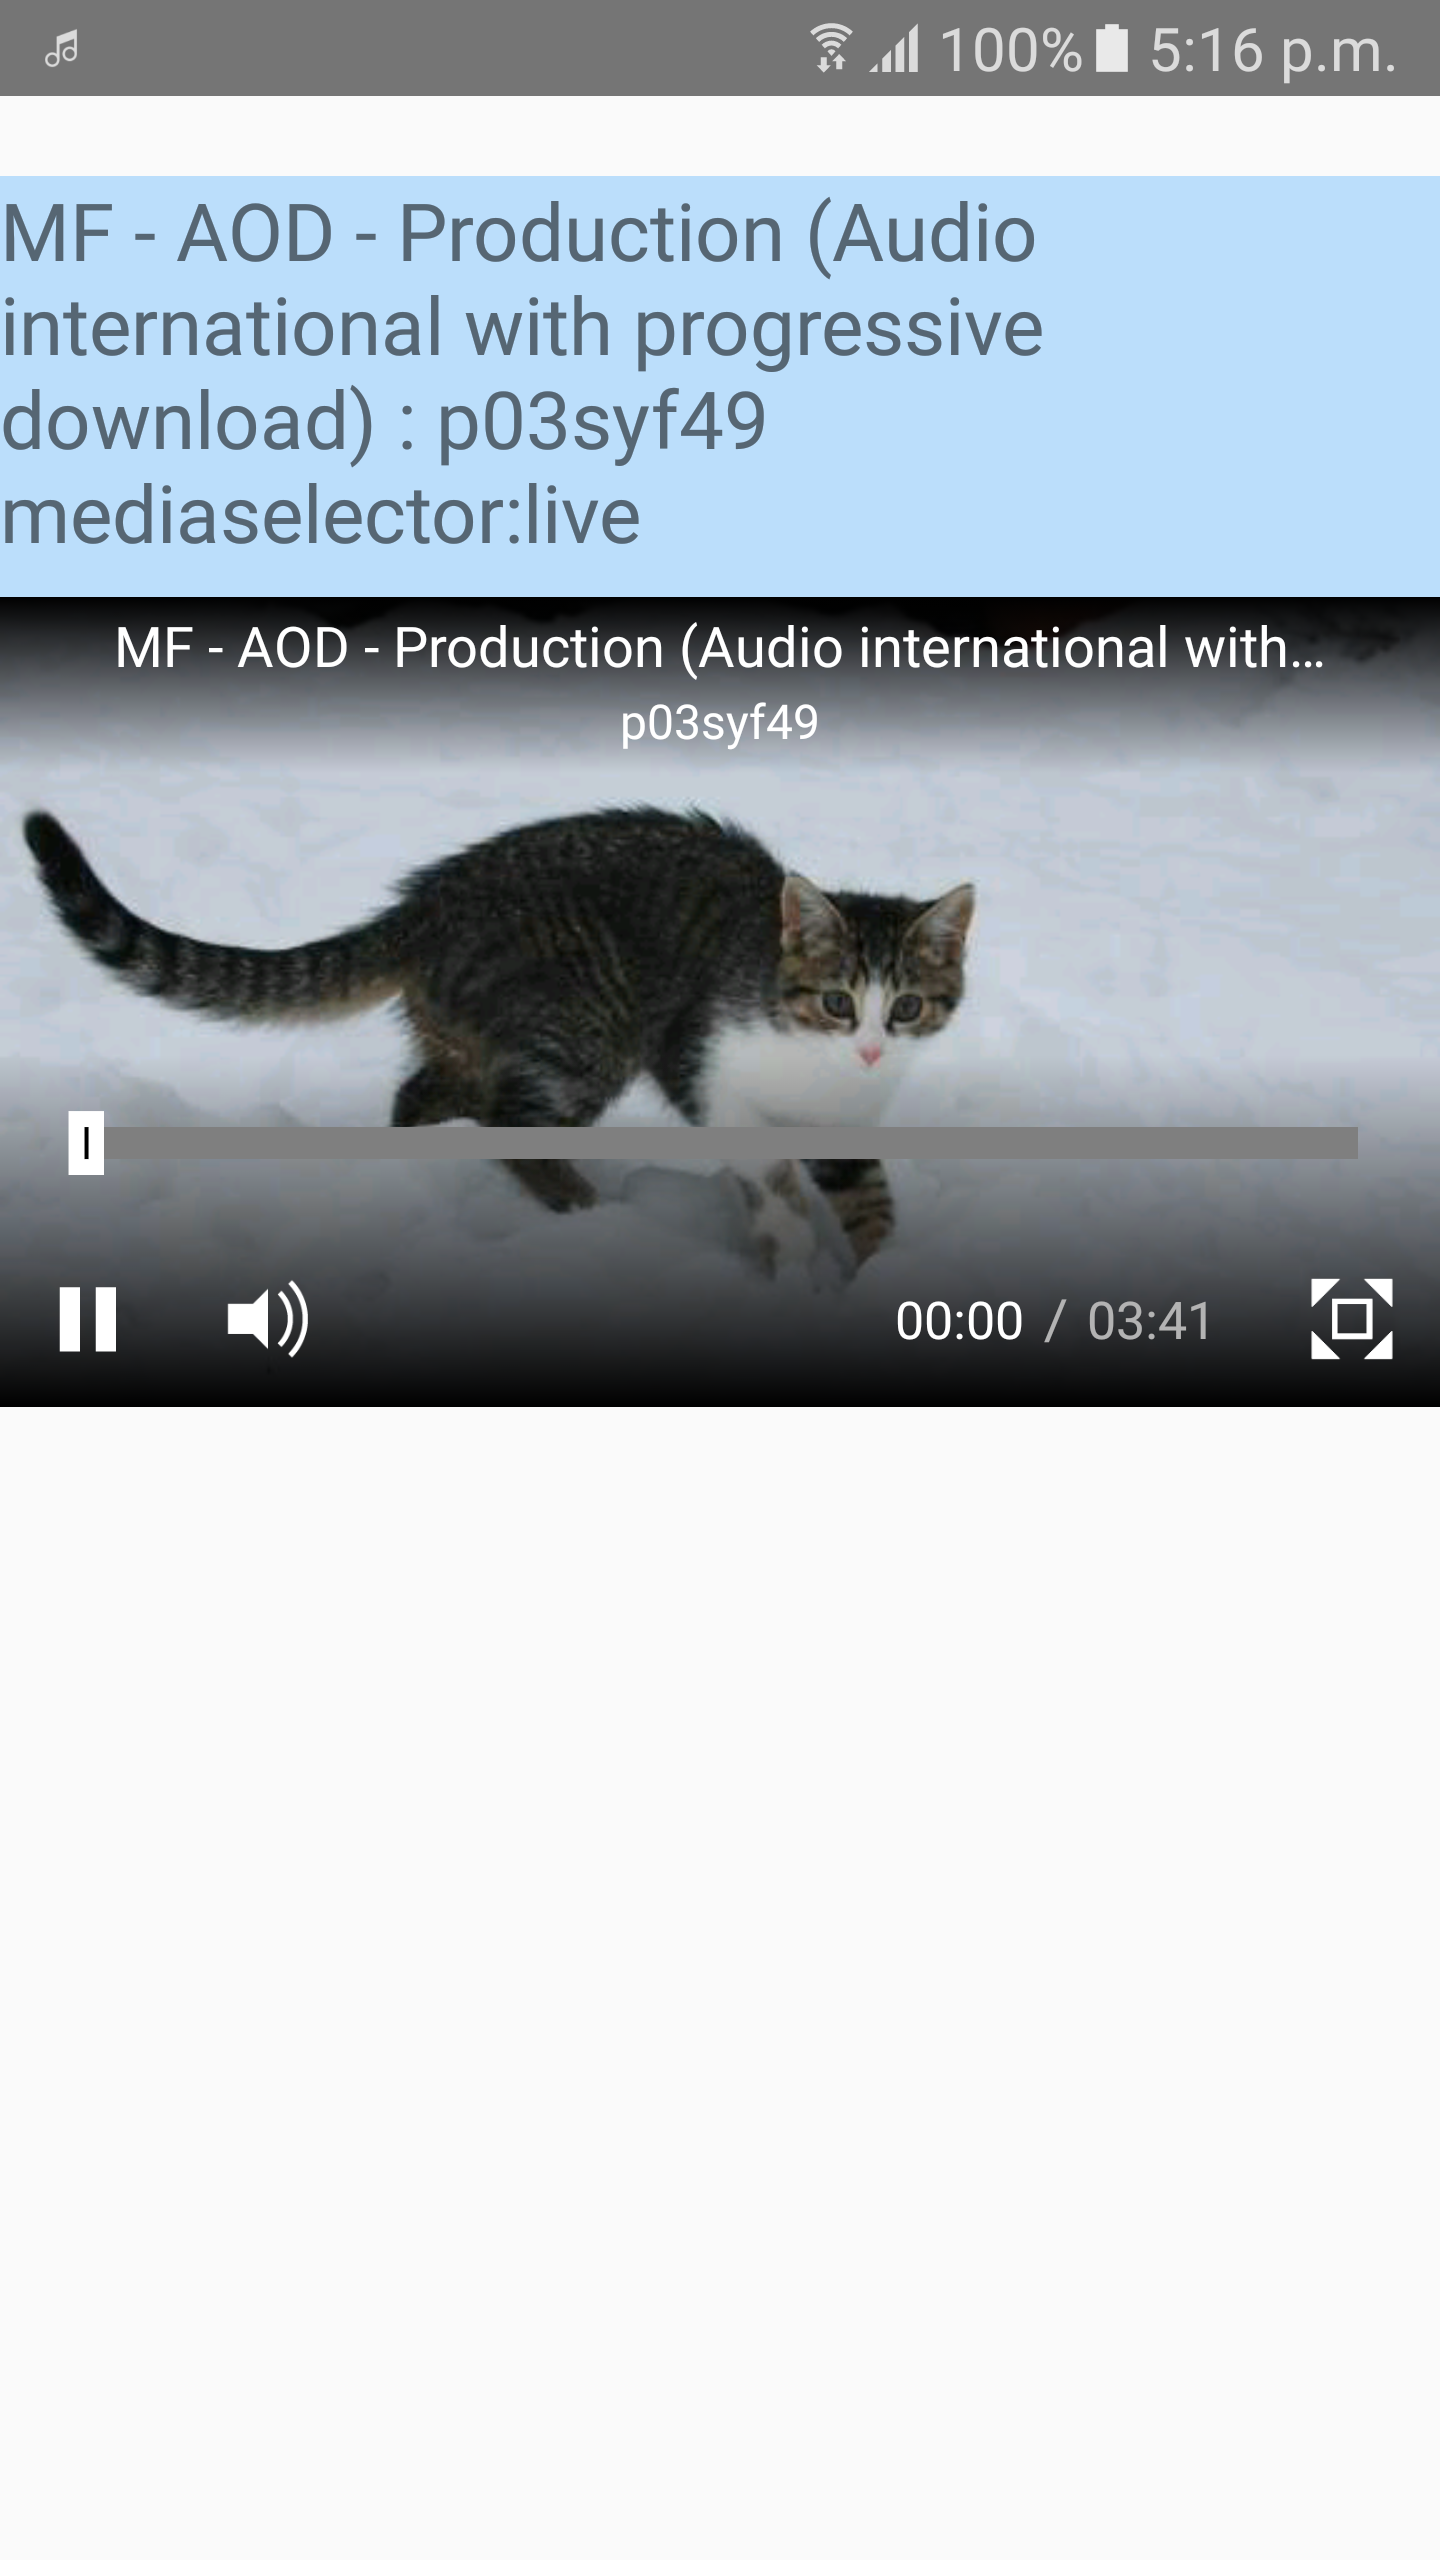 100% 5:16 p.m.
MF - AOD - Production (Audio
international with progressive
download) : p03syf49
mediaselector:live
MF - AOD - Production (Audio international with...
p03syf49
00:00 / 03:41